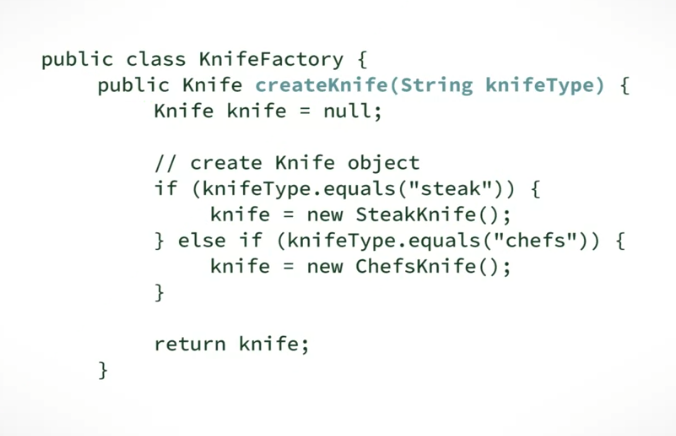 public class KnifeFactory {
public Knife createKnife(String knifeType) {
Knife knife = null;
// create Knife object
if (knifeType.equals("steak")) {
knife = new SteakKnife();
} else if (knifeType.equals("chefs")) {
knife = new ChefsKnife();
}
return knife;
}